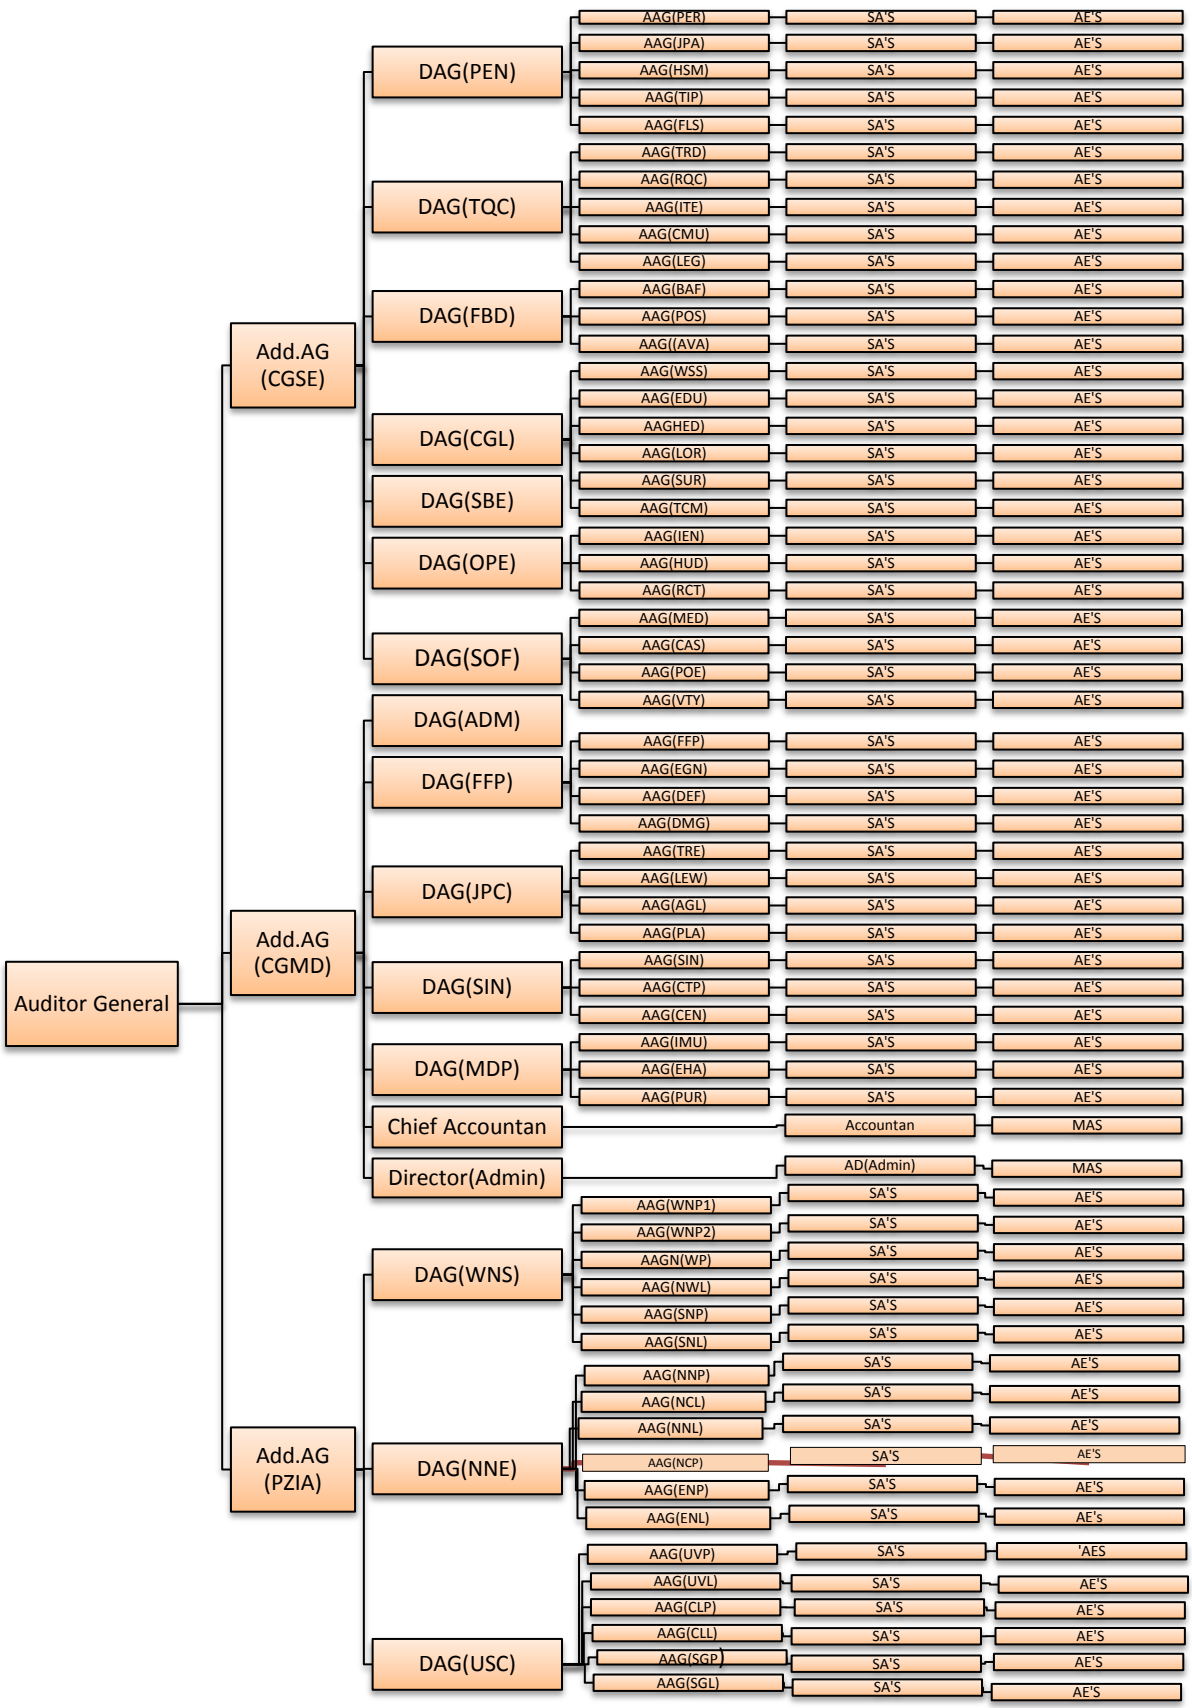 Auditor General
Add.AG
(CGSE)
DAG(PEN)
AAG(PER) SA'S AE'S
AAG(JPA) SA'S AE'S
AAG(HSM) SA'S AE'S
AAG(TIP) SA'S AE'S
AAG(FLS) SA'S AE'S
DAG(TQC)
AAG(TRD) SA'S AE'S
AAG(RQC) SA'S AE'S
AAG(ITE) SA'S AE'S
AAG(CMU) SA'S AE'S
AAG(LEG) SA'S AE'S
DAG(FBD)
AAG(BAF) SA'S AE'S
AAG(POS) SA'S AE'S
AAG((AVA) SA'S AE'S
DAG(CGL)
AAG(WSS) SA'S AE'S
AAG(EDU) SA'S AE'S
AAGHED) SA'S AE'S
AAG(LOR) SA'S AE'S
AAG(SUR) SA'S AE'S
AAG(TCM) SA'S AE'S
DAG(SBE)
DAG(OPE)
AAG(IEN) SA'S AE'S
AAG(HUD) SA'S AE'S
AAG(RCT) SA'S AE'S
DAG(SOF)
AAG(MED) SA'S AE'S
AAG(CAS) SA'S AE'S
AAG(POE) SA'S AE'S
AAG(VTY) SA'S AE'S
Add.AG
(CGMD)
DAG(ADM)
DAG(FFP)
AAG(FFP) SA'S AE'S
AAG(EGN) SA'S AE'S
AAG(DEF) SA'S AE'S
AAG(DMG) SA'S AE'S
DAG(JPC)
AAG(TRE) SA'S AE'S
AAG(LEW) SA'S AE'S
AAG(AGL) SA'S AE'S
AAG(PLA) SA'S AE'S
DAG(SIN)
AAG(SIN) SA'S AE'S
AAG(CTP) SA'S AE'S
AAG(CEN) SA'S AE'S
DAG(MDP)
AAG(IMU) SA'S AE'S
AAG(EHA) SA'S AE'S
AAG(PUR) SA'S AE'S
Chief Accountan Accountan MAS
Director(Admin) AD(Admin) MAS
Add.AG
(PZIA)
DAG(WNS)
AAG(WNP1) SA'S AE'S
AAG(WNP2) SA'S AE'S
AAGN(WP) SA'S AE'S
AAG(NWL) SA'S AE'S
AAG(SNP) SA'S AE'S
AAG(SNL) SA'S AE'S
DAG(NNE)
AAG(NNP) SA'S AE'S
AAG(NCL) SA'S AE'S
AAG(NNL) SA'S AE'S
AAG(NCP) SA'S AE'S
AAG(ENP) SA'S AE'S
AAG(ENL) SA'S AE's
DAG(USC)
AAG(UVP) SA'S 'AES
AAG(UVL) SA'S AE'S
AAG(CLP) SA'S AE'S
AAG(CLL) SA'S AE'S
AAG(SGP) SA'S AE'S
AAG(SGL) SA'S AE'S